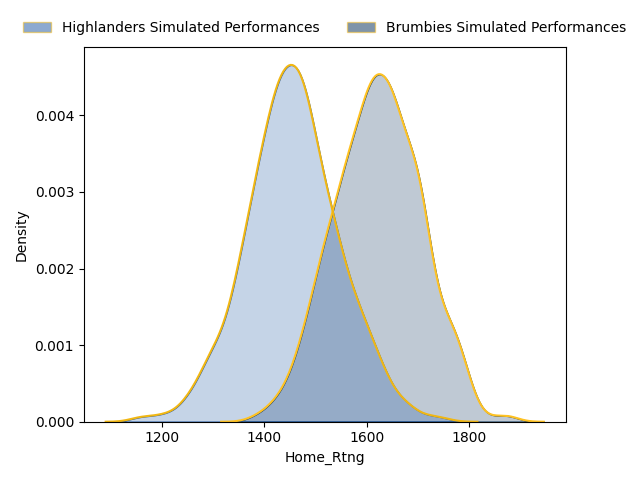 Highlanders Simulated Performances
Brumbies Simulated Performances
0.004
0.003
0.002
0.001
0.000
Density
1200
1400
1600
1800
Home_Rtng